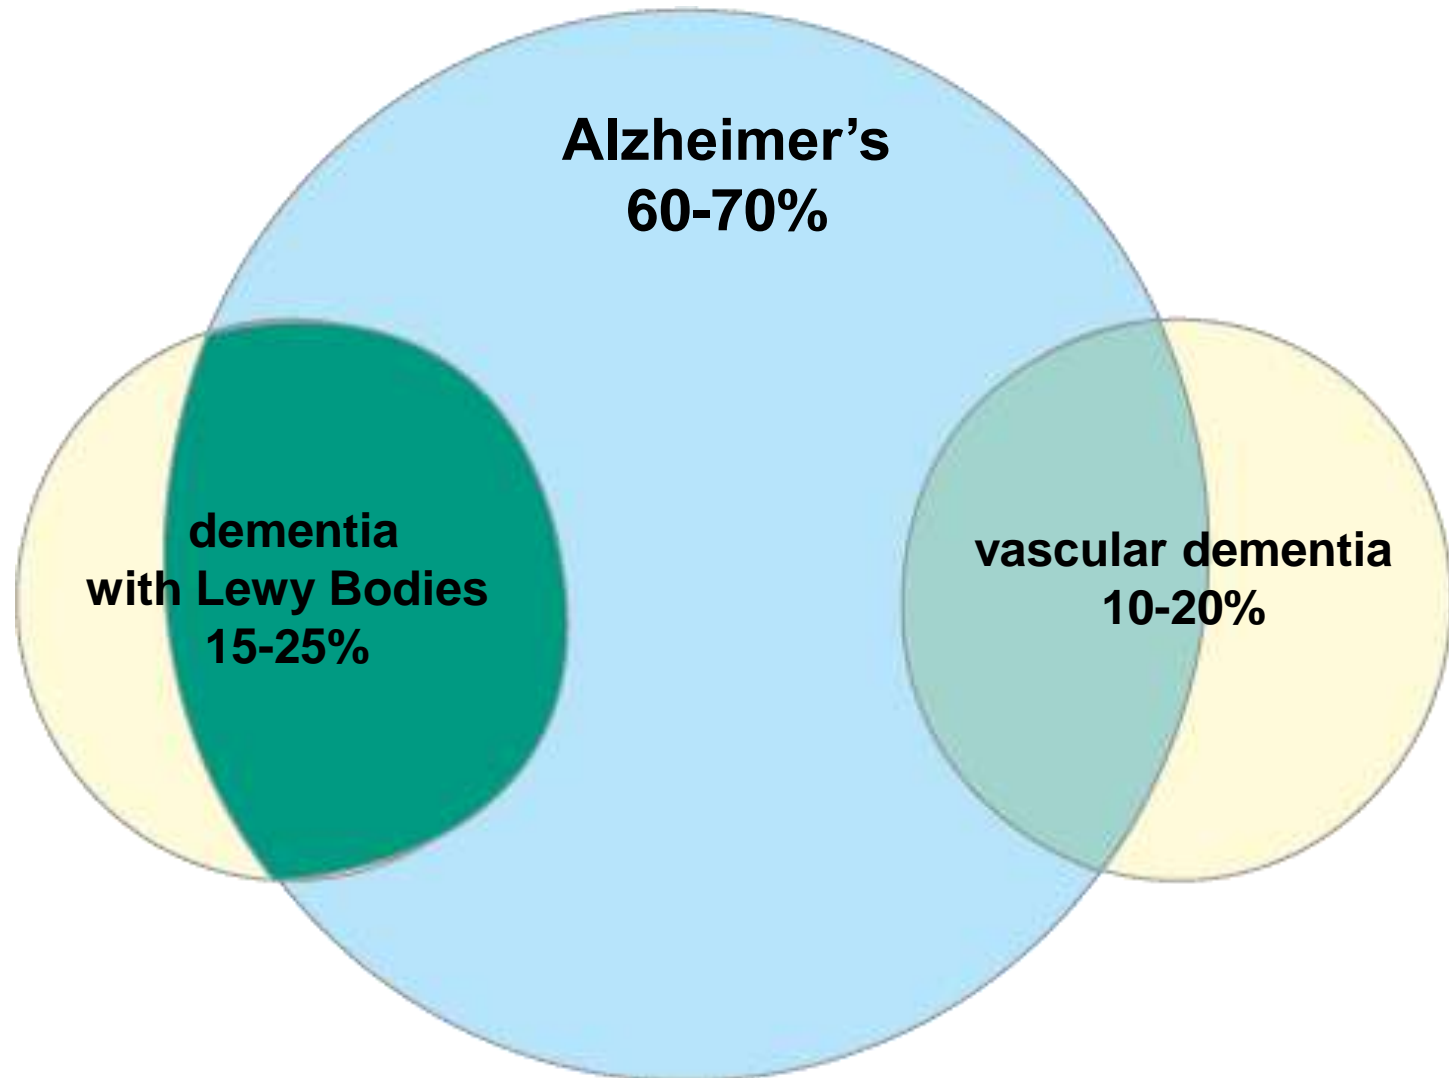 Alzheimer’s
60-70%
dementia
with Lewy Bodies
15-25%
vascular dementia
10-20%